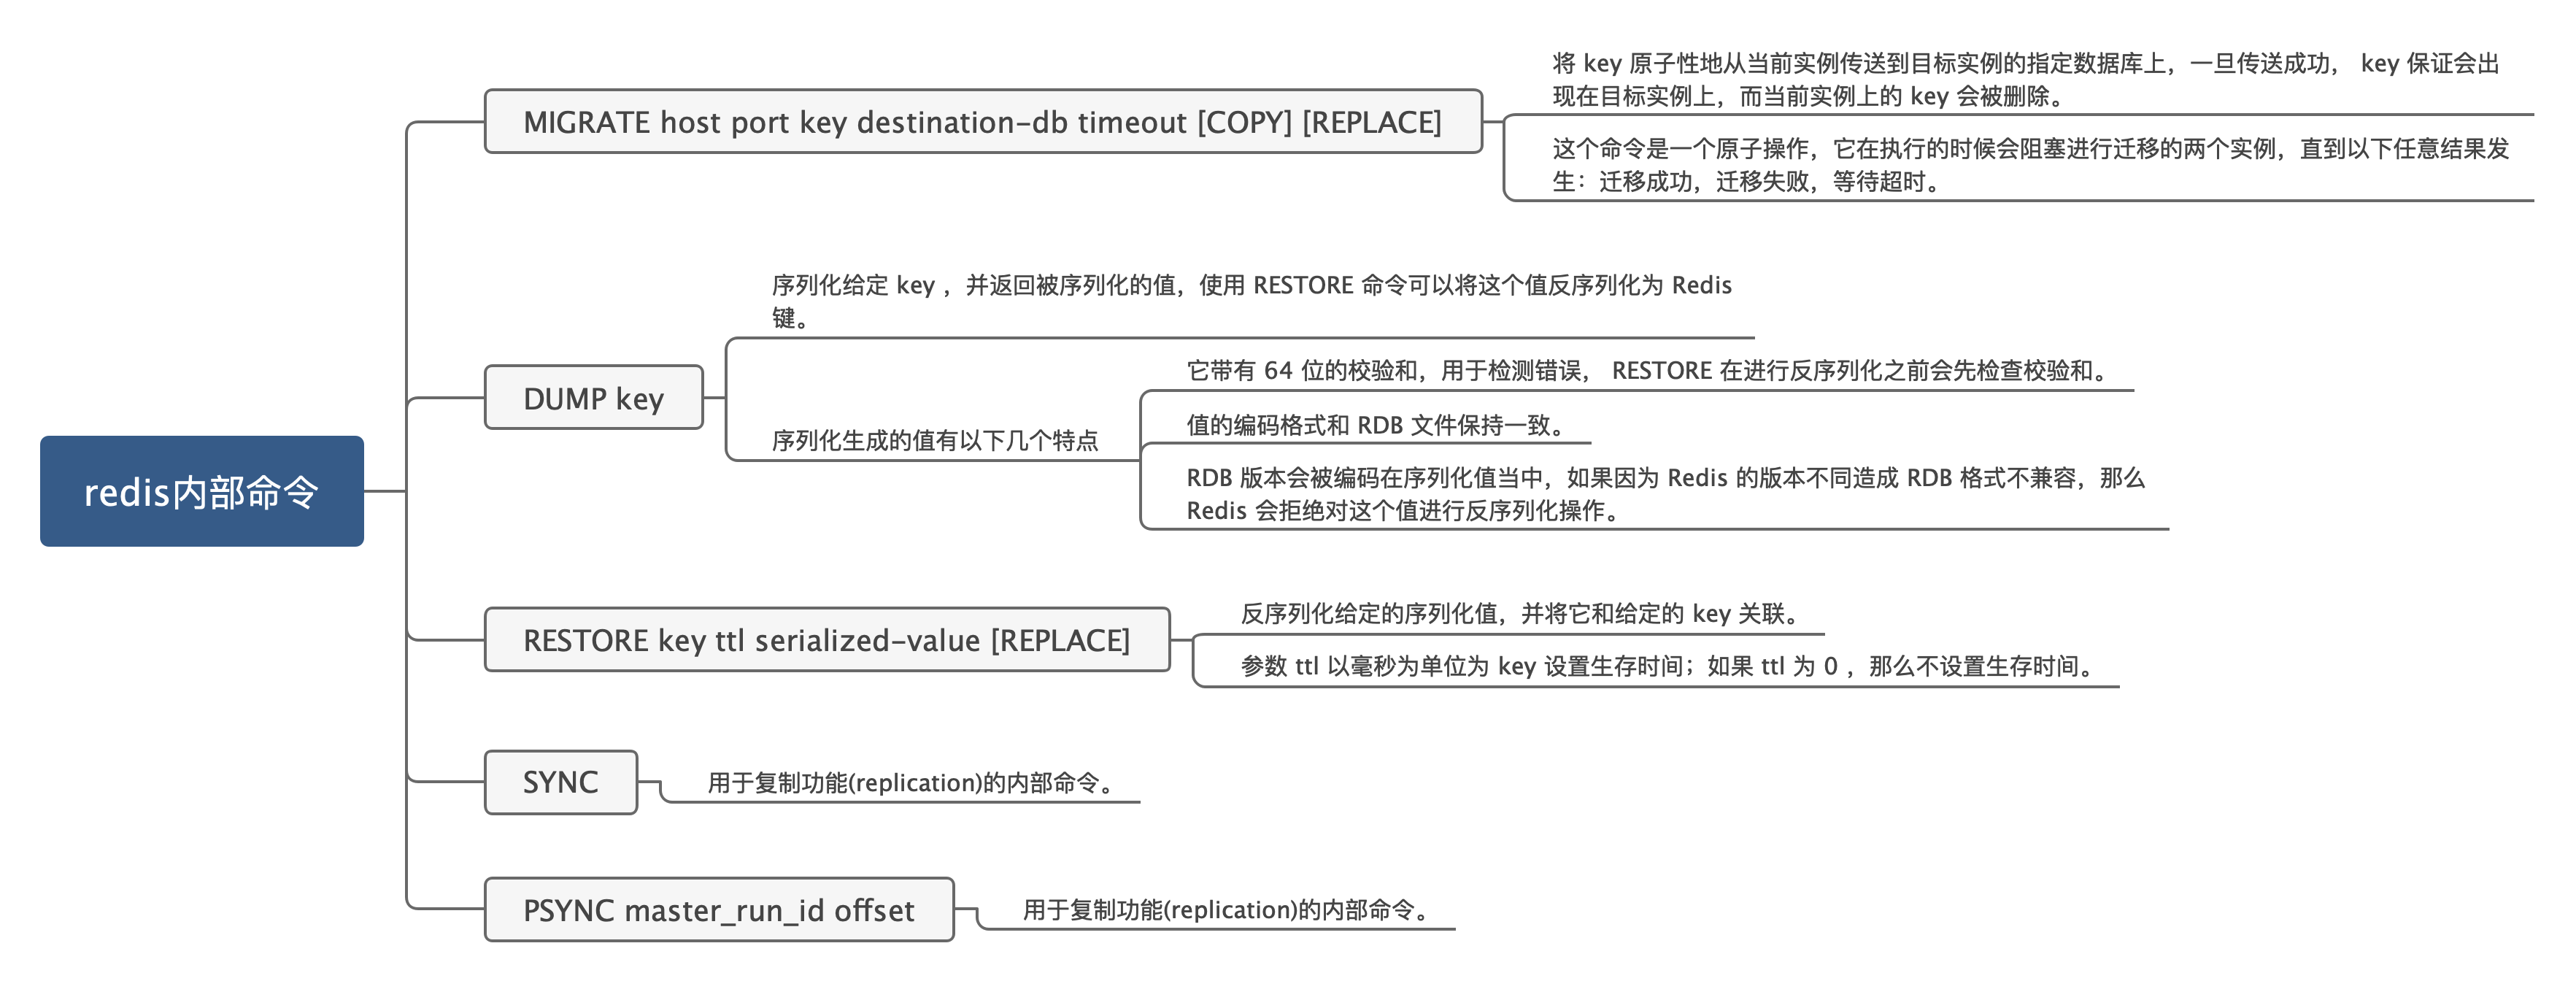 redis内部命令
MIGRATE host port key destination-db timeout [COPY] [REPLACE]
将 key 原子性地从当前实例传送到目标实例的指定数据库上，一旦传送成功， key 保证会出
现在目标实例上，而当前实例上的 key 会被删除。
这个命令是一个原子操作，它在执行的时候会阻塞进行迁移的两个实例，直到以下任意结果发
生：迁移成功，迁移失败，等待超时。
DUMP key
序列化给定 key ，并返回被序列化的值，使用 RESTORE 命令可以将这个值反序列化为 Redis
键。
序列化生成的值有以下几个特点
它带有 64 位的校验和，用于检测错误， RESTORE 在进行反序列化之前会先检查校验和。
值的编码格式和 RDB 文件保持一致。
RDB 版本会被编码在序列化值当中，如果因为 Redis 的版本不同造成 RDB 格式不兼容，那么
Redis 会拒绝对这个值进行反序列化操作。
RESTORE key ttl serialized-value [REPLACE]
反序列化给定的序列化值，并将它和给定的 key 关联。
参数 ttl 以毫秒为单位为 key 设置生存时间；如果 ttl 为 0 ，那么不设置生存时间。
SYNC
用于复制功能(replication)的内部命令。
PSYNC master_run_id offset
用于复制功能(replication)的内部命令。